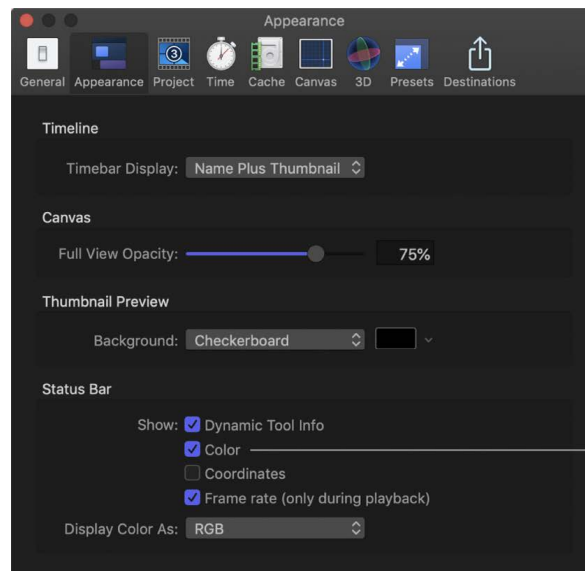 Appearance
General Appearance Project Time Cache Canvas 3D Presets Destinations
3
Timeline
Timebar Display: Name Plus Thumbnail
Canvas
Full View Opacity: 75%
Thumbnail Preview
Background: Checkerboard
Status Bar
Show: Dynamic Tool Info
Color
Coordinates
Frame rate (only during playback)
Display Color As: RGB